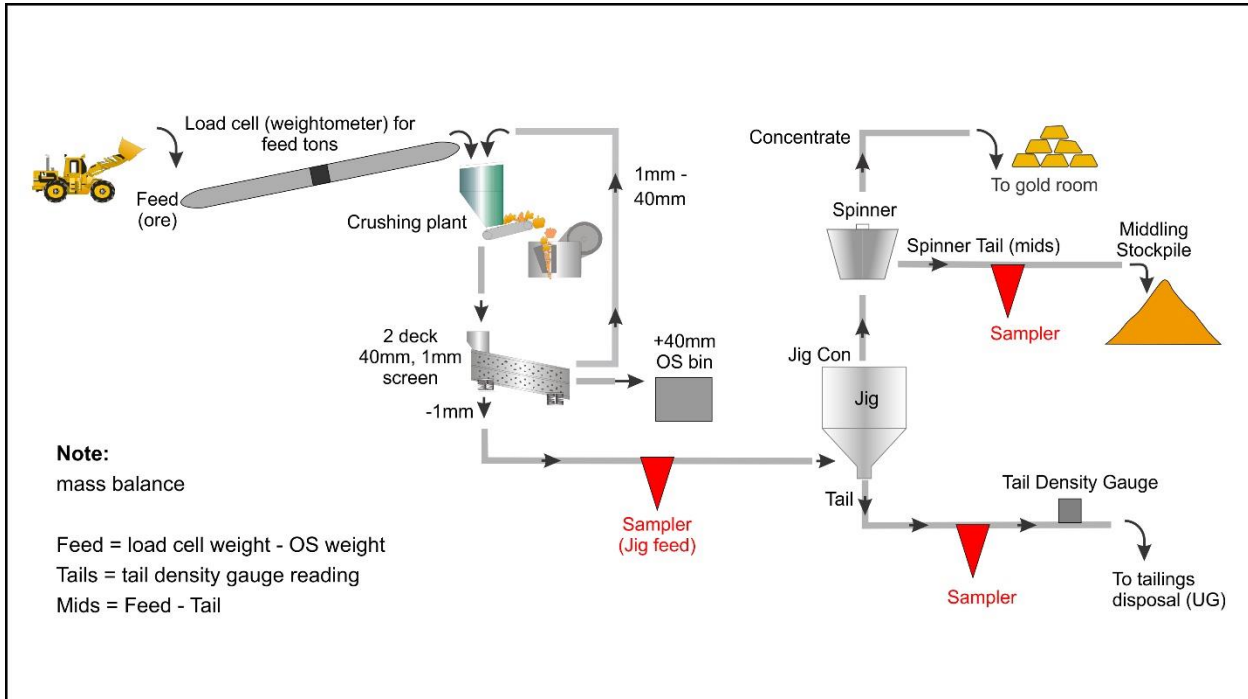 Load cell (weightometer) for
feed tons
Feed
(ore)
Crushing plant
1mm -
40mm
2 deck
40mm, 1mm
screen
-1mm
+40mm
OS bin
Sampler
(Jig feed)
Concentrate
To gold room
Spinner
Spinner Tail (mids)
Middling
Stockpile
Sampler
Jig Con
Jig
Tail
Tail Density Gauge
Sampler
To tailings
disposal (UG)
Note:
mass balance
Feed = load cell weight - OS weight
Tails = tail density gauge reading
Mids = Feed - Tail